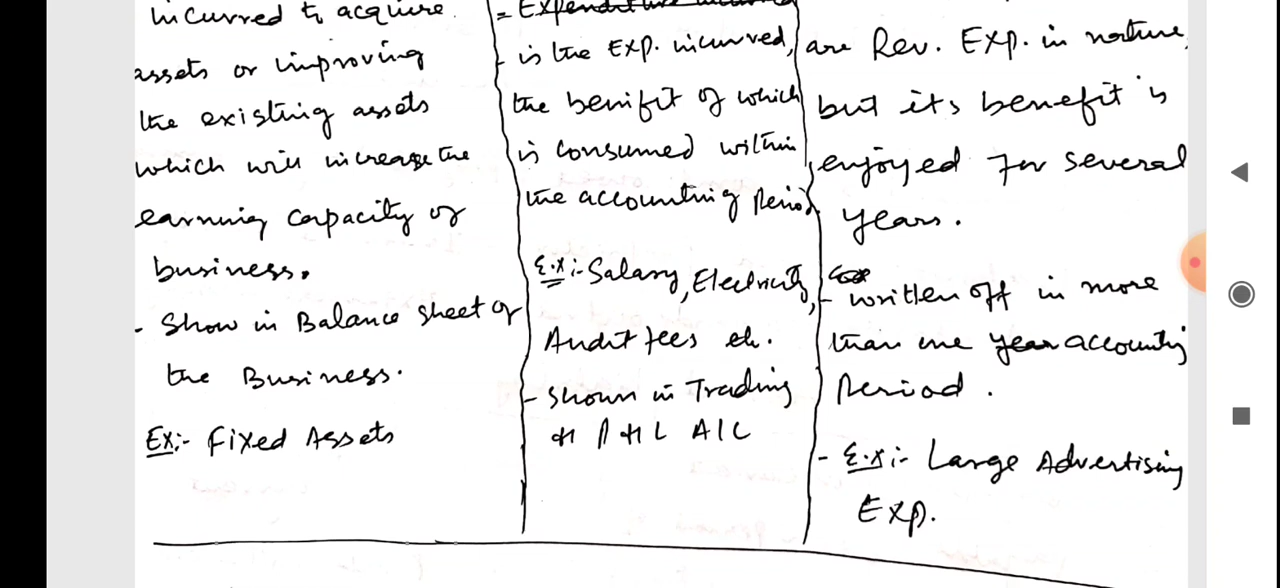 incurred to acquire
assets or improving
the existing assets
which will increase the
earning capacity of
business.
- Show in Balance sheet of
the Business.
Ex:- Fixed Assets
= Expenditure incurred
- is the Exp. incurred,
the benifit of which
is consumed within
the accounting Period
E.x:- Salary, Electricity,
Audit fees etc.
- Shown in Trading
& P & L A/C
are Rev. Exp. in nature,
but its benefit is
enjoyed for several
years.
- written off in more
than one year accounting
Period.
- E.x:- Large Advertising
Exp.